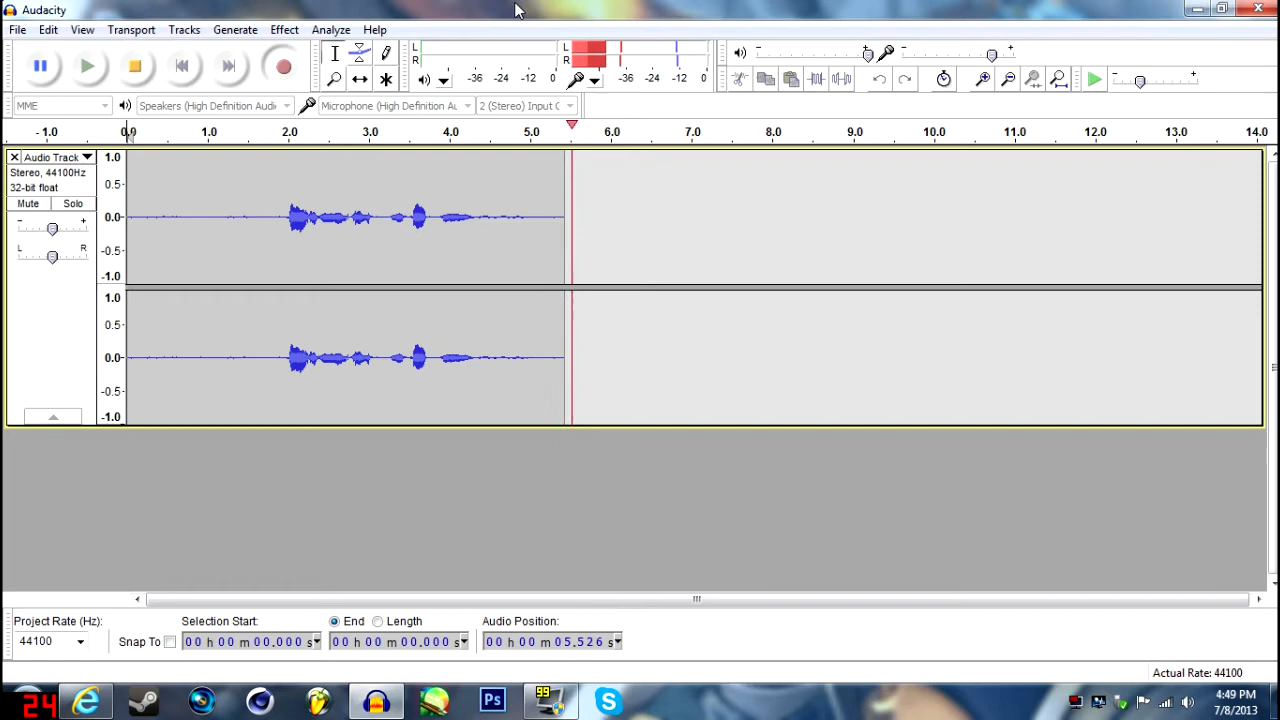 Audacity
File Edit View Transport Tracks Generate Effect Analyze Help
L
R
-36 -24 -12 0
L
R
-36 -24 -12
MME
Speakers (High Definition Audi
Microphone (High Definition Au
2 (Stereo) Input C
-1.0 0.0 1.0 2.0 3.0 4.0 5.0 6.0 7.0 8.0 9.0 10.0 11.0 12.0 13.0 14.0
Audio Track
Stereo, 44100Hz
32-bit float
Mute Solo
- +
L R
1.0
0.5
0.0
-0.5
-1.0
1.0
0.5
0.0
-0.5
-1.0
Project Rate (Hz):
44100
Snap To
Selection Start:
00 h 00 m 00.000 s
End Length
00 h 00 m 00.000 s
Audio Position:
00 h 00 m 05.526 s
Actual Rate: 44100
24
Ps
99
S
4:49 PM
7/8/2013